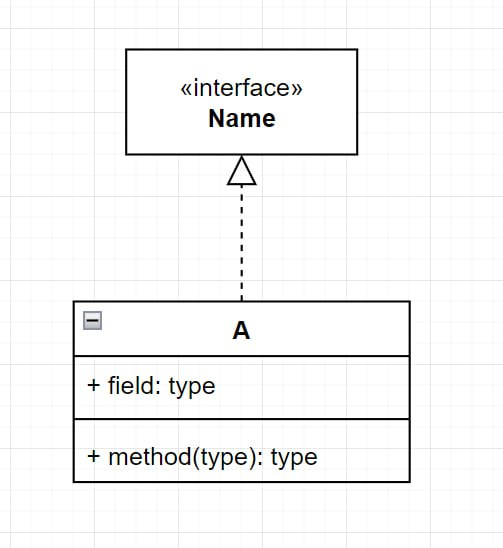 «interface»
Name
A
+ field: type
+ method(type): type